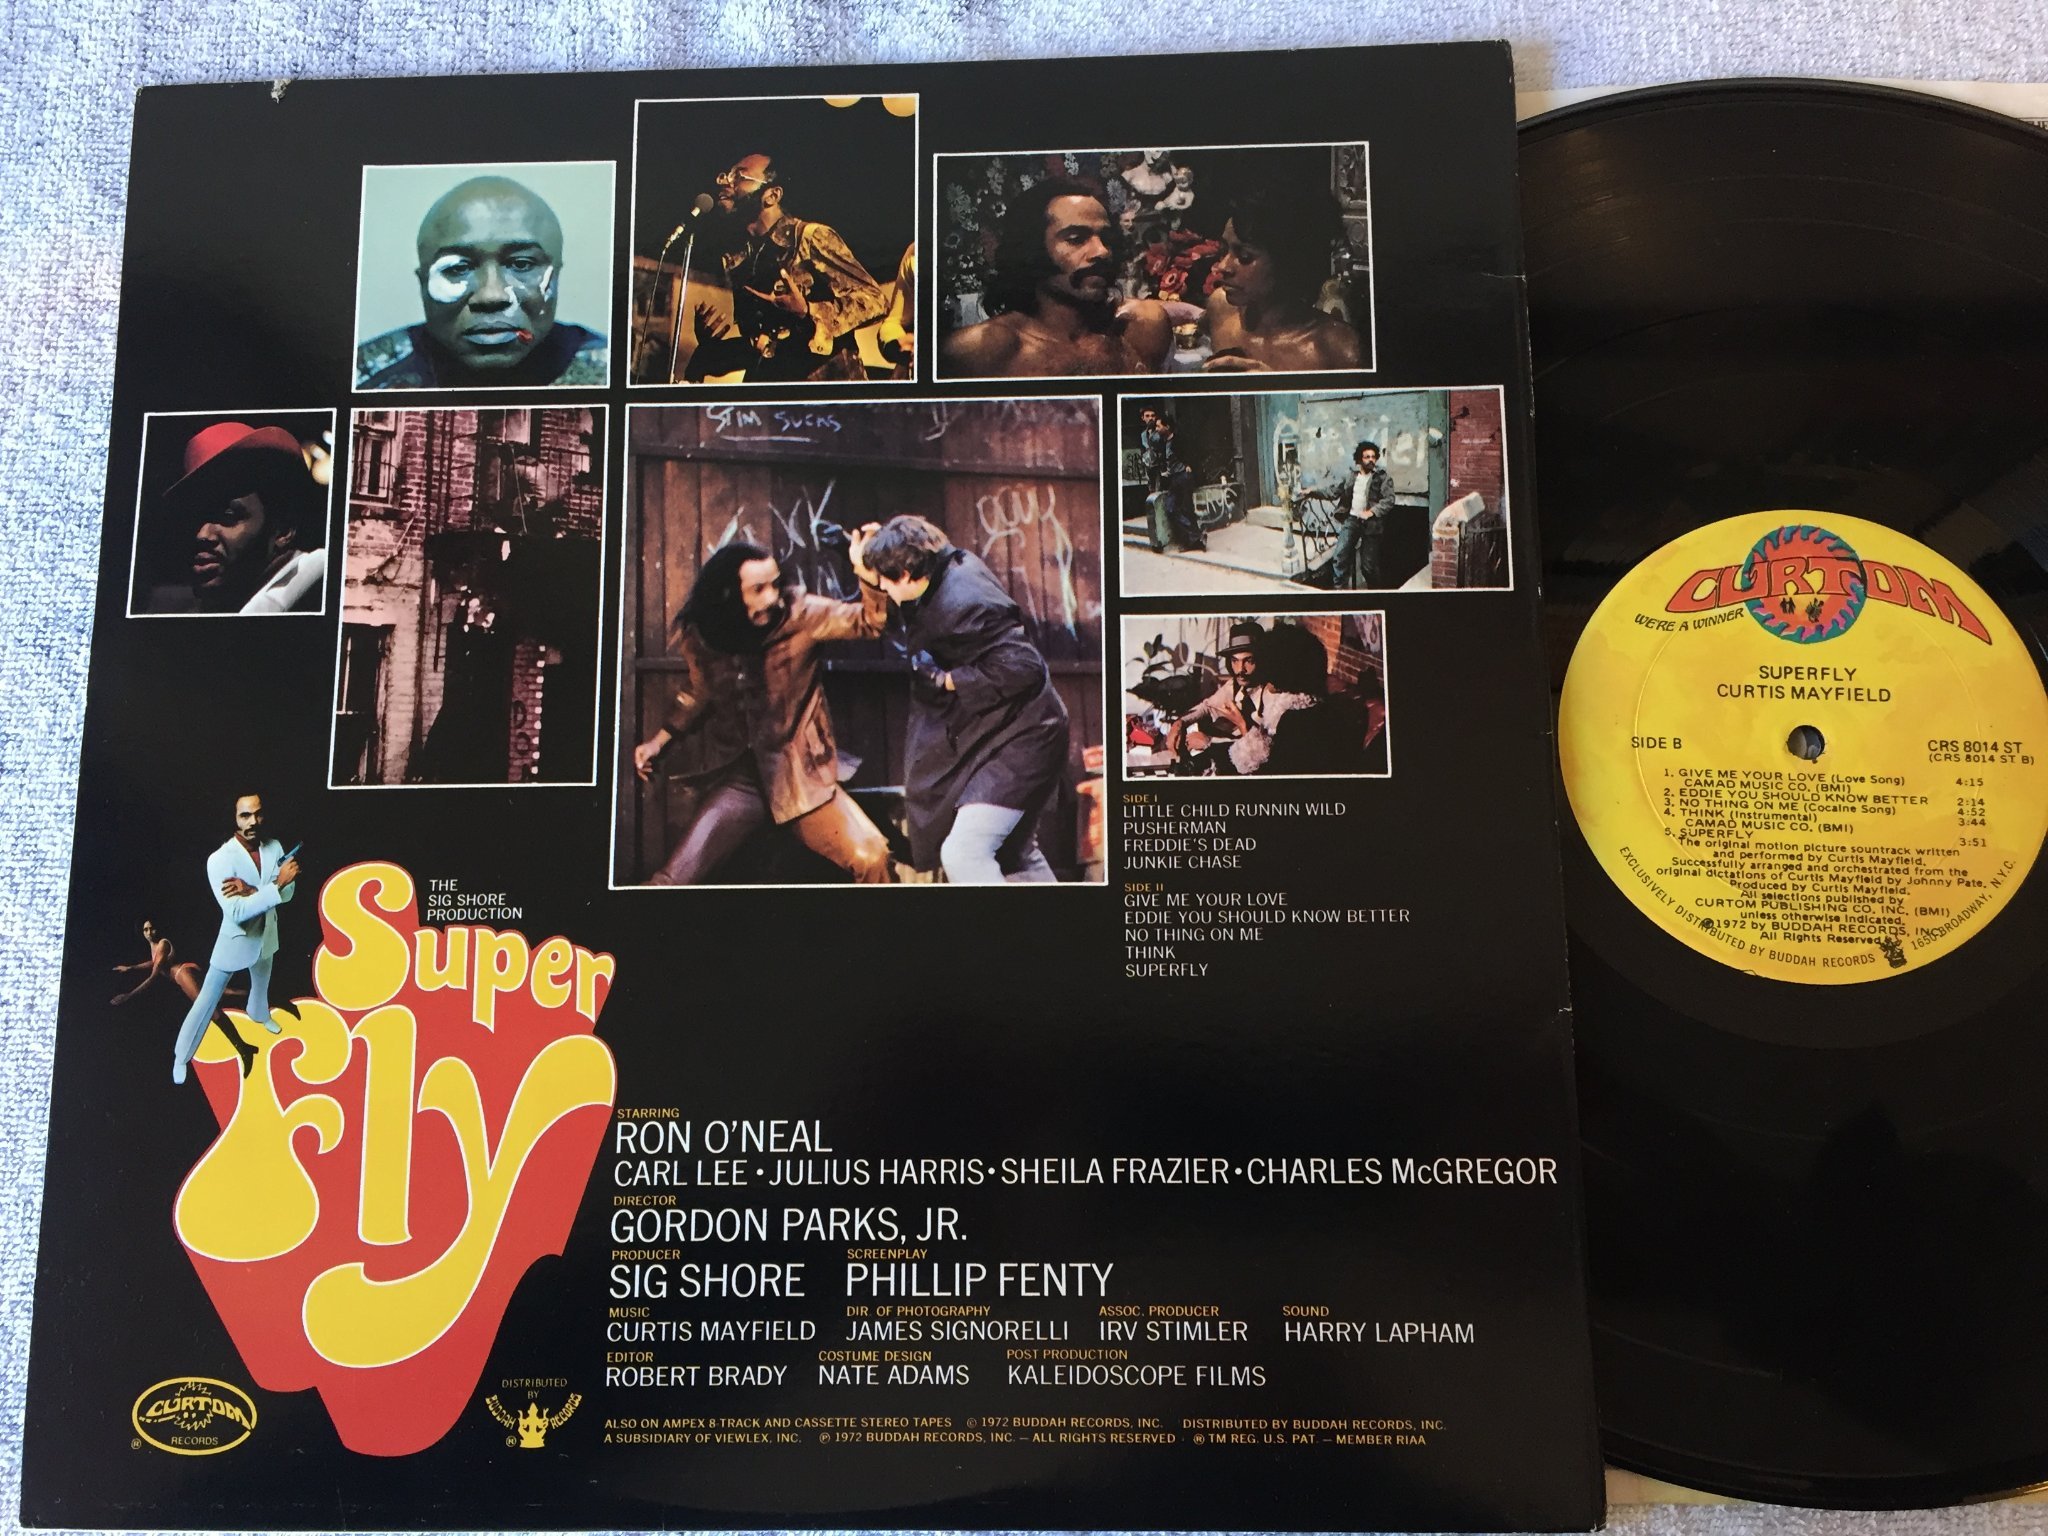 STIM SUCKS
SIDE I
LITTLE CHILD RUNNIN WILD
PUSHERMAN
FREDDIE'S DEAD
JUNKIE CHASE
SIDE II
GIVE ME YOUR LOVE
EDDIE YOU SHOULD KNOW BETTER
NO THING ON ME
THINK
SUPERFLY
THE
SIG SHORE
PRODUCTION
Super
Fly
STARRING
RON O'NEAL
CARL LEE • JULIUS HARRIS • SHEILA FRAZIER • CHARLES McGREGOR
DIRECTOR
GORDON PARKS, JR.
PRODUCER SCREENPLAY
SIG SHORE PHILLIP FENTY
MUSIC DIR. OF PHOTOGRAPHY ASSOC. PRODUCER SOUND
CURTIS MAYFIELD JAMES SIGNORELLI IRV STIMLER HARRY LAPHAM
EDITOR COSTUME DESIGN POST PRODUCTION
ROBERT BRADY NATE ADAMS KALEIDOSCOPE FILMS
CURTOM
RECORDS
®
DISTRIBUTED
BY
BUDDAH RECORDS
®
ALSO ON AMPEX 8-TRACK AND CASSETTE STEREO TAPES © 1972 BUDDAH RECORDS, INC. DISTRIBUTED BY BUDDAH RECORDS, INC.
A SUBSIDIARY OF VIEWLEX, INC. ℗ 1972 BUDDAH RECORDS, INC. – ALL RIGHTS RESERVED · ® TM REG. U.S. PAT. – MEMBER RIAA
CURTOM
WE'RE A WINNER
SUPERFLY
CURTIS MAYFIELD
SIDE B
CRS 8014 ST
(CRS 8014 ST B)
1. GIVE ME YOUR LOVE (Love Song) 4:15
CAMAD MUSIC CO. (BMI)
2. EDDIE YOU SHOULD KNOW BETTER 2:14
3. NO THING ON ME (Cocaine Song) 4:52
4. THINK (Instrumental) 3:44
CAMAD MUSIC CO. (BMI)
5. SUPERFLY 3:51
The original motion picture sountrack written
and performed by Curtis Mayfield.
Successfully arranged and orchestrated from the
original dictations of Curtis Mayfield by Johnny Pate.
Produced by Curtis Mayfield.
All selections published by
CURTOM PUBLISHING CO. INC. (BMI)
unless otherwise indicated.
℗1972 by BUDDAH RECORDS, INC.
All Rights Reserved
EXCLUSIVELY DISTRIBUTED BY BUDDAH RECORDS 1650 BROADWAY, N.Y.C.